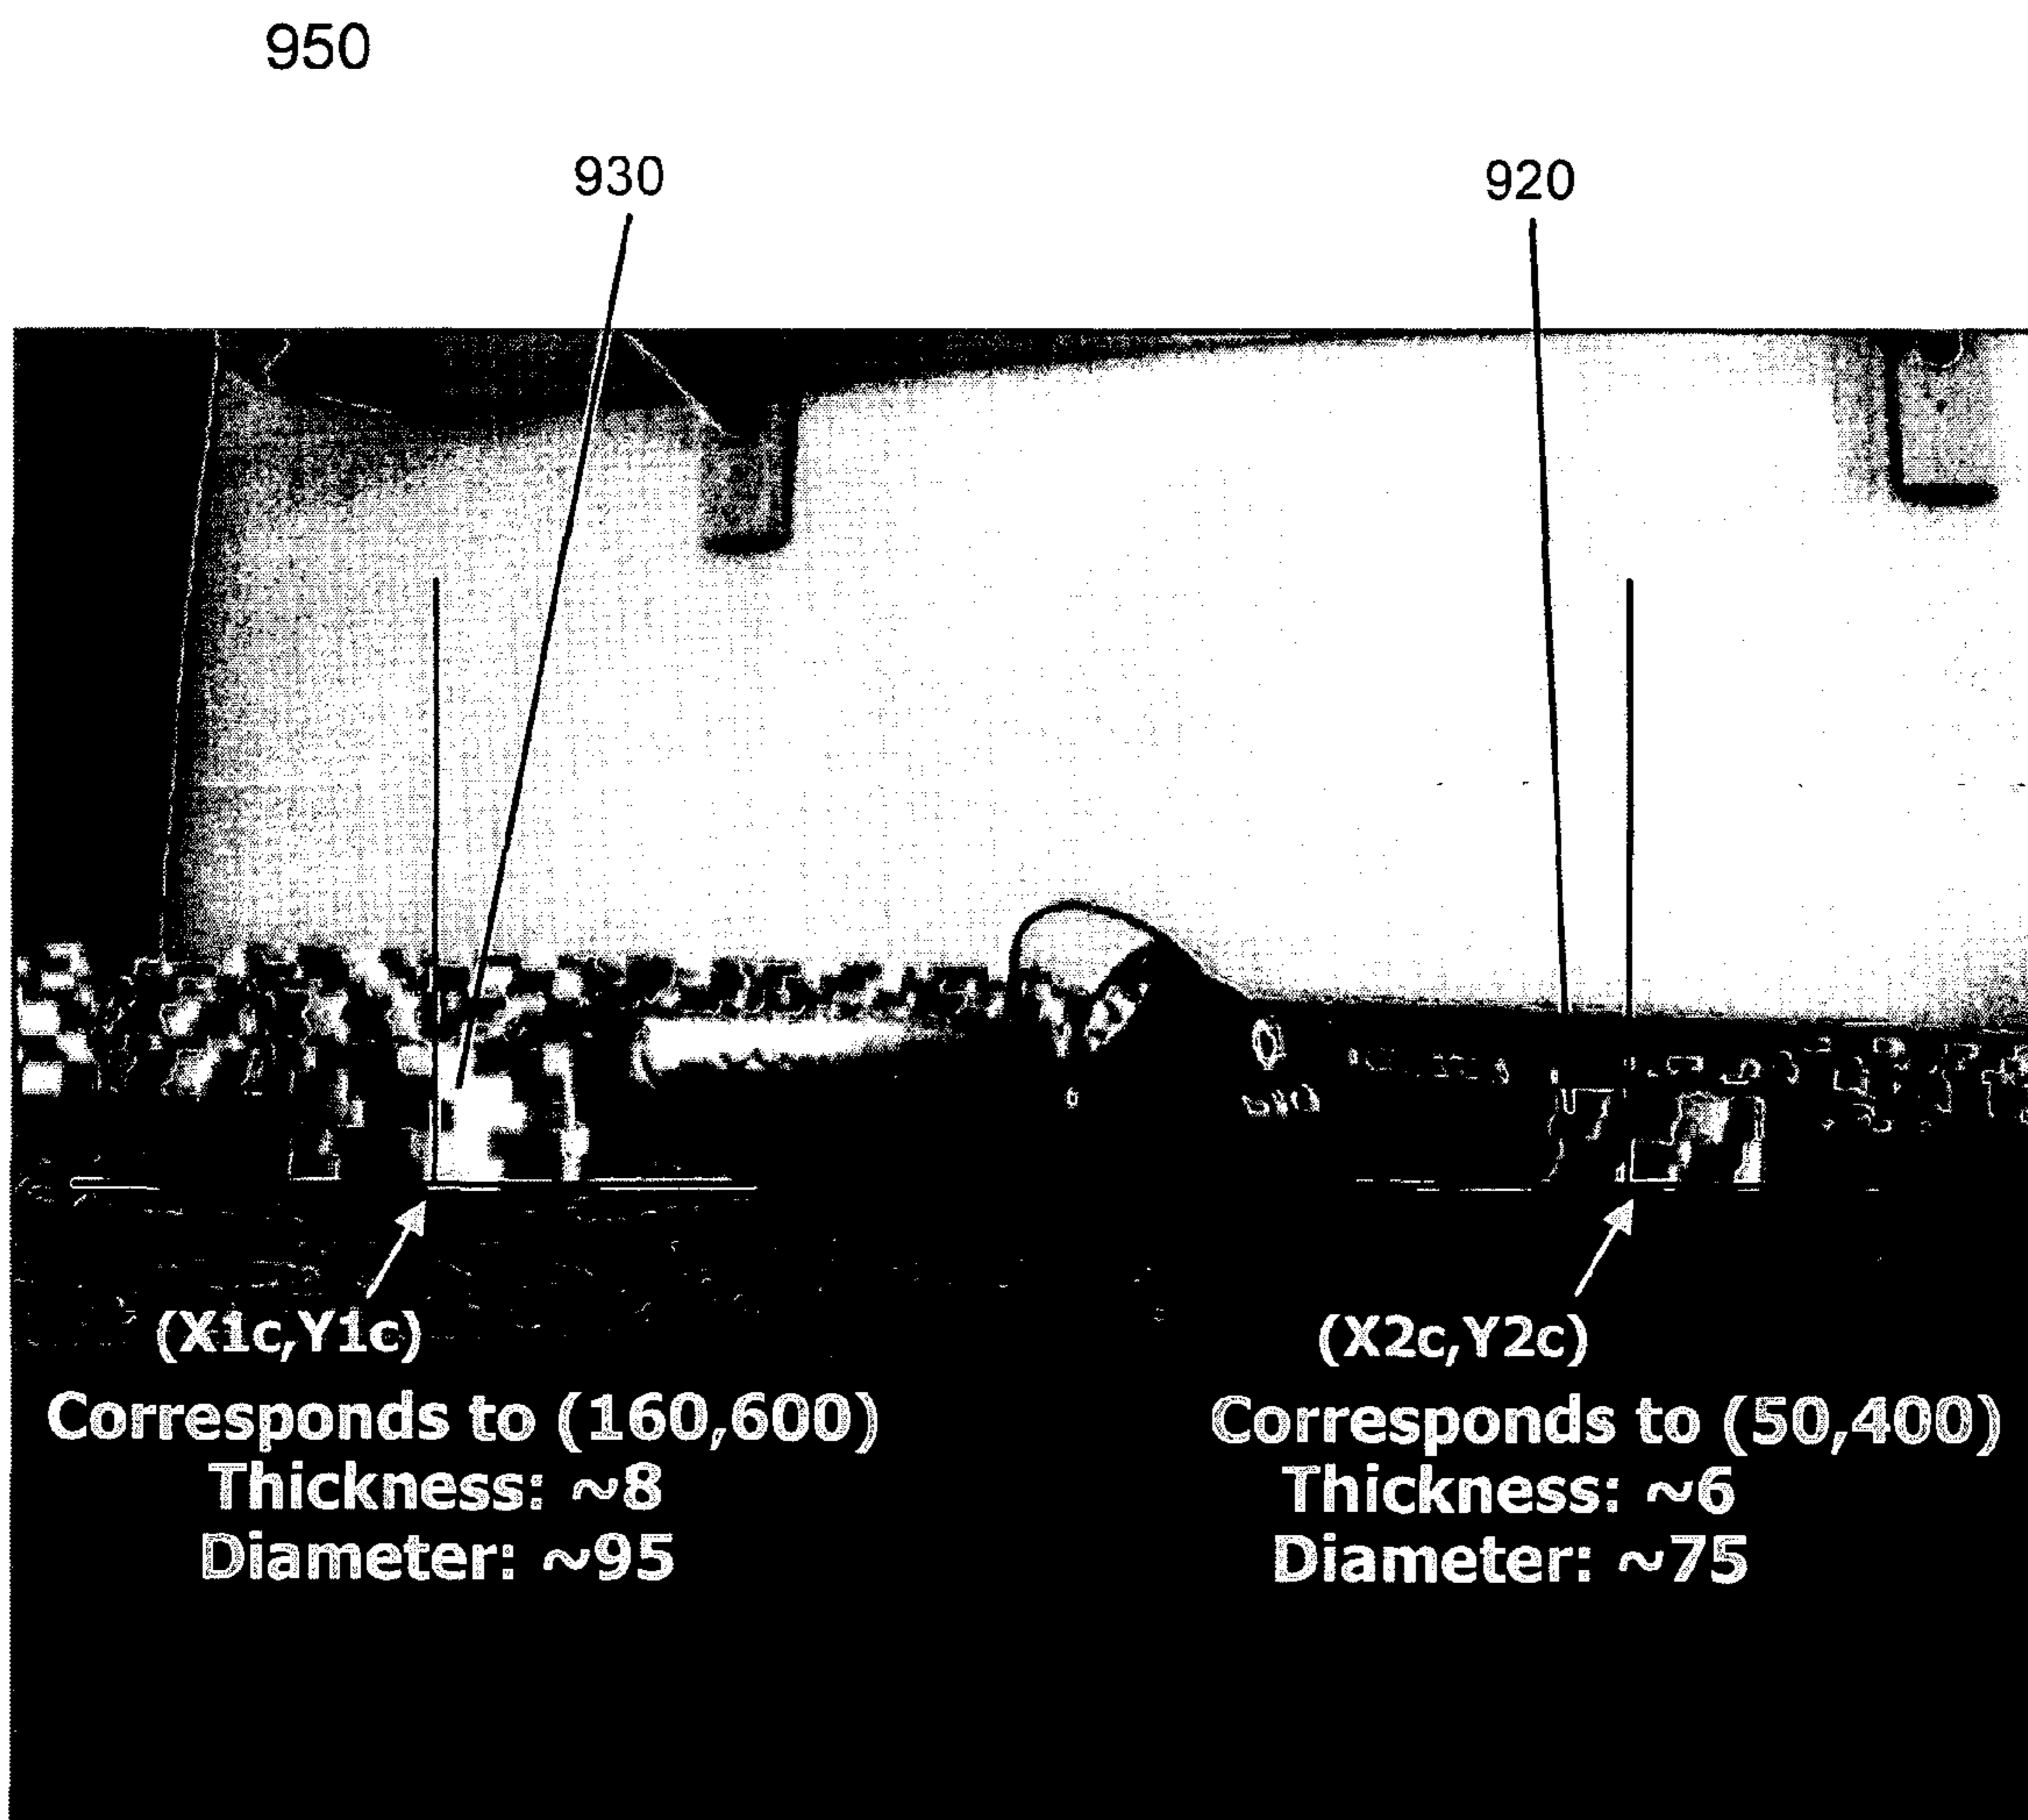 950
930
920
(X1c,Y1c)
Corresponds to (160,600)
Thickness: ~8
Diameter: ~95
(X2c,Y2c)
Corresponds to (50,400)
Thickness: ~6
Diameter: ~75